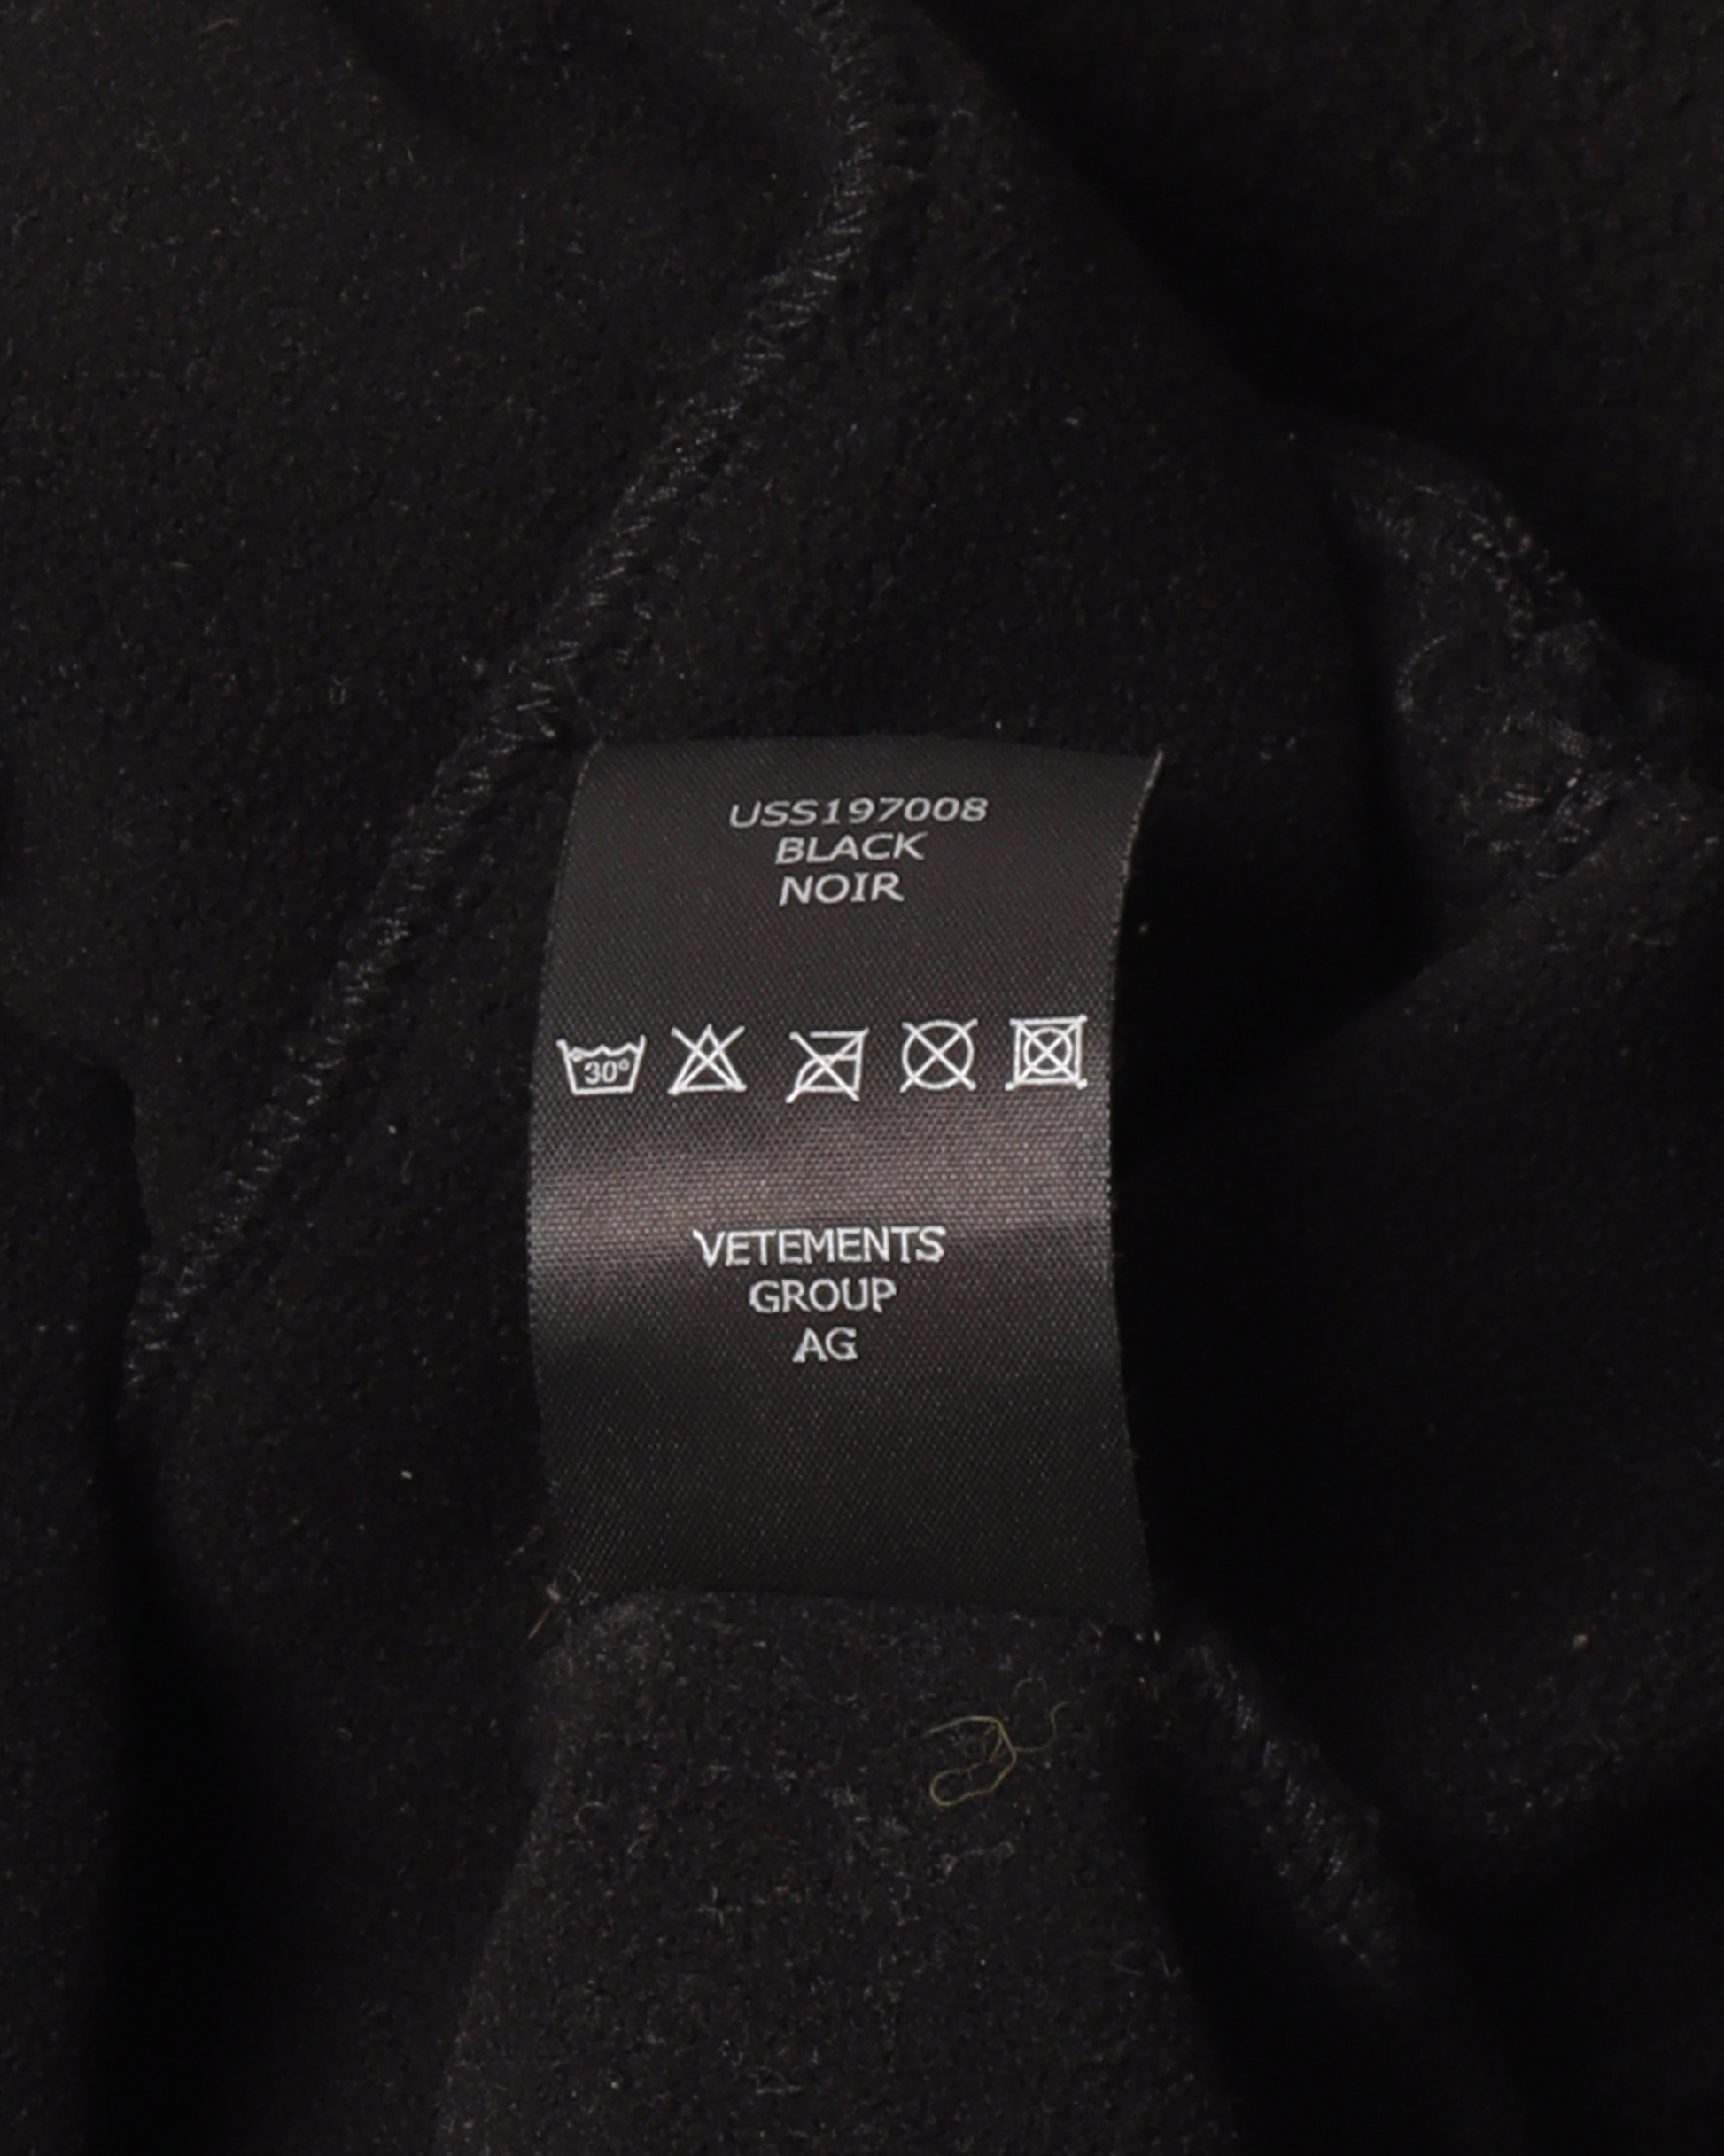 USS197008
BLACK
NOIR
30°
VETEMENTS
GROUP
AG